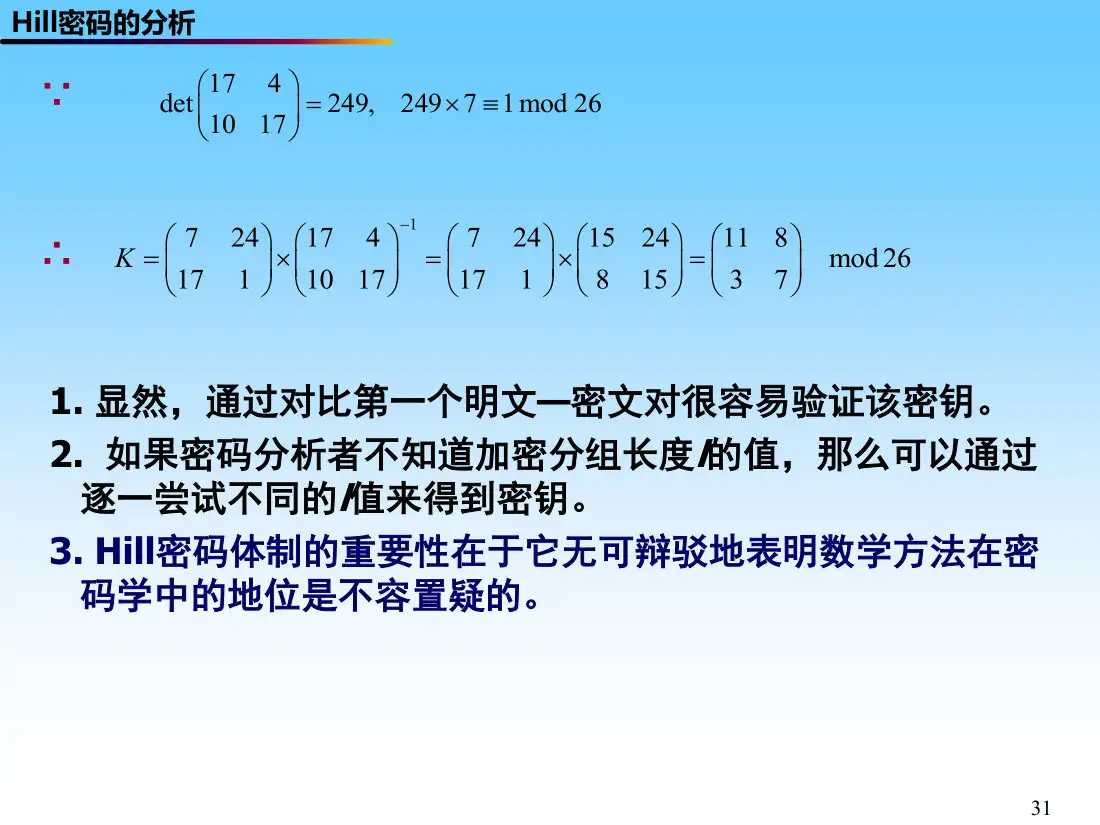 Hill密码的分析
∵ det(17 4; 10 17) = 249, 249×7 ≡ 1 mod 26
∴ K = (7 24; 17 1) × (17 4; 10 17)⁻¹ = (7 24; 17 1) × (15 24; 8 15) = (11 8; 3 7) mod 26
1. 显然，通过对比第一个明文—密文对很容易验证该密钥。
2. 如果密码分析者不知道加密分组长度l的值，那么可以通过
逐一尝试不同的l值来得到密钥。
3. Hill密码体制的重要性在于它无可辩驳地表明数学方法在密
码学中的地位是不容置疑的。
31